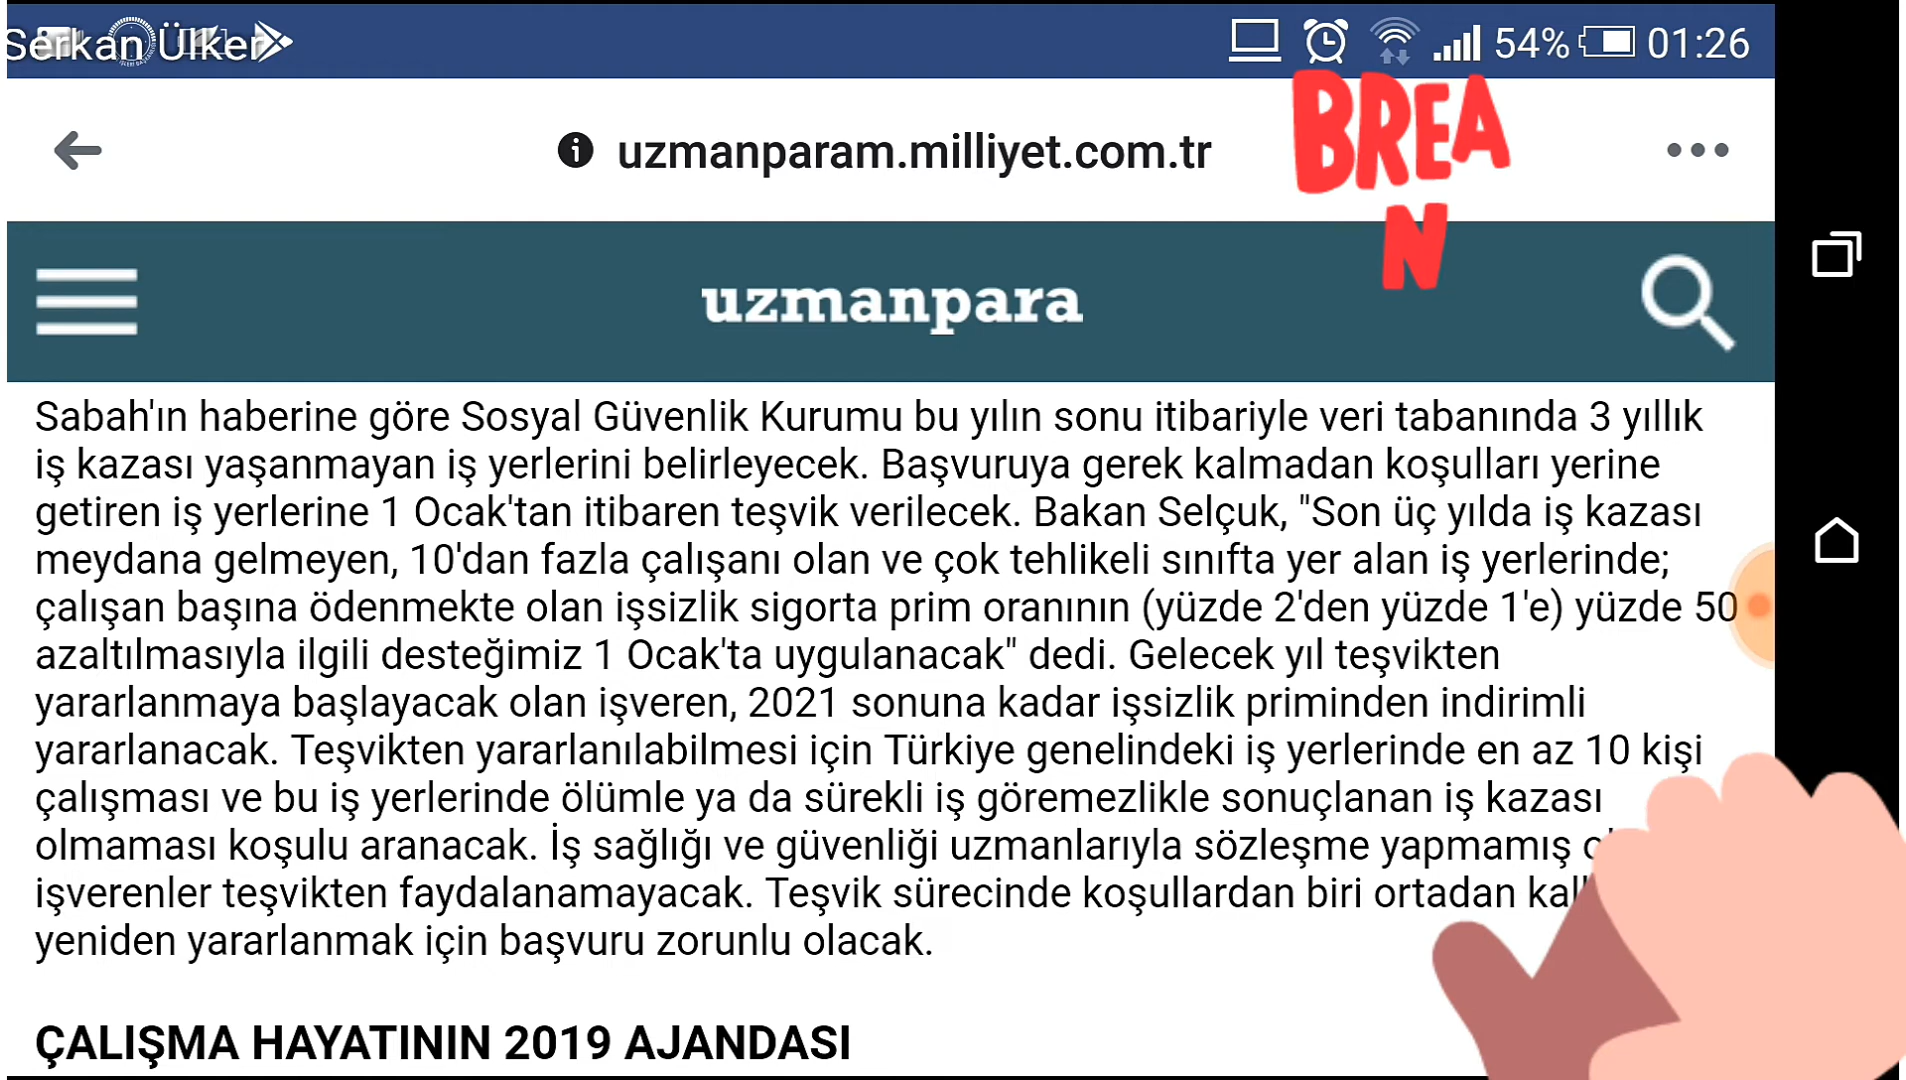 Serkan Ülker
54% 01:26
uzmanparam.milliyet.com.tr
BREA
N
uzmanpara
Sabah'ın haberine göre Sosyal Güvenlik Kurumu bu yılın sonu itibariyle veri tabanında 3 yıllık
iş kazası yaşanmayan iş yerlerini belirleyecek. Başvuruya gerek kalmadan koşulları yerine
getiren iş yerlerine 1 Ocak'tan itibaren teşvik verilecek. Bakan Selçuk, "Son üç yılda iş kazası
meydana gelmeyen, 10'dan fazla çalışanı olan ve çok tehlikeli sınıfta yer alan iş yerlerinde;
çalışan başına ödenmekte olan işsizlik sigorta prim oranının (yüzde 2'den yüzde 1'e) yüzde 50
azaltılmasıyla ilgili desteğimiz 1 Ocak'ta uygulanacak" dedi. Gelecek yıl teşvikten
yararlanmaya başlayacak olan işveren, 2021 sonuna kadar işsizlik priminden indirimli
yararlanacak. Teşvikten yararlanılabilmesi için Türkiye genelindeki iş yerlerinde en az 10 kişi
çalışması ve bu iş yerlerinde ölümle ya da sürekli iş göremezlikle sonuçlanan iş kazası
olmaması koşulu aranacak. İş sağlığı ve güvenliği uzmanlarıyla sözleşme yapmamış
işverenler teşvikten faydalanamayacak. Teşvik sürecinde koşullardan biri ortadan
yeniden yararlanmak için başvuru zorunlu olacak.
ÇALIŞMA HAYATININ 2019 AJANDASI